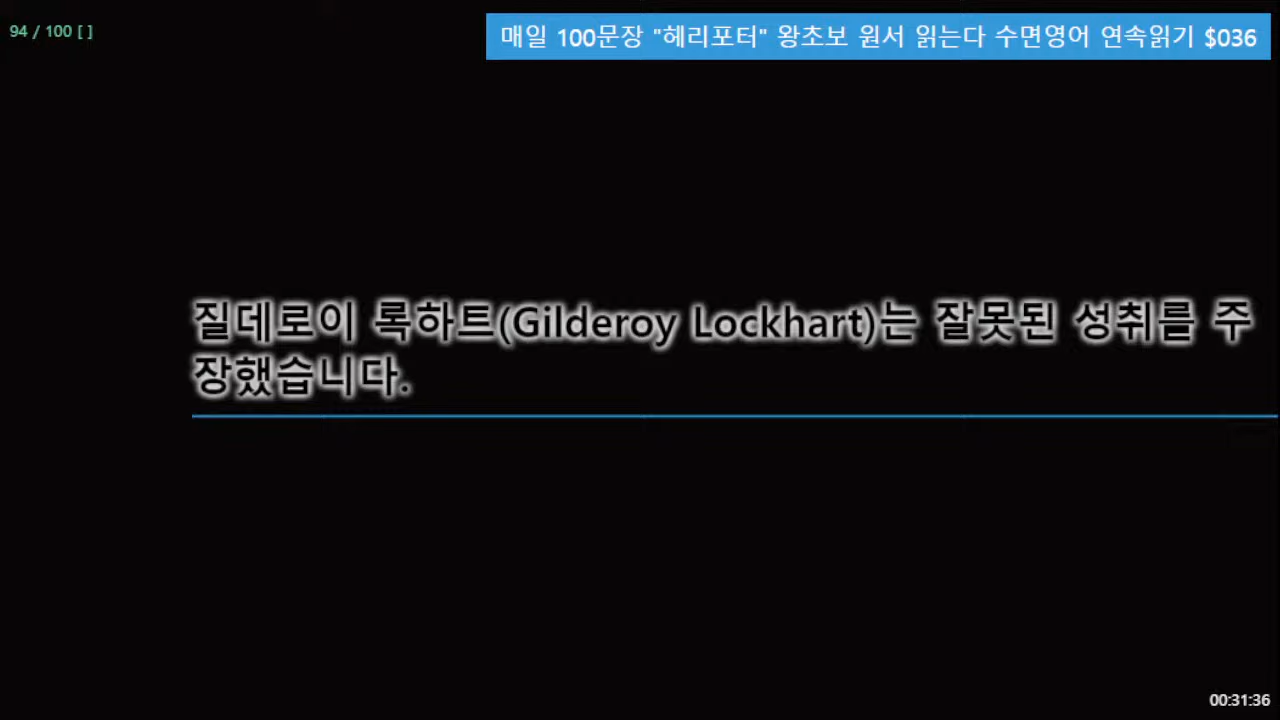 94 / 100 [ ]
매일 100문장 "헤리포터" 왕초보 원서 읽는다 수면영어 연속읽기 $036
질데로이 록하트(Gilderoy Lockhart)는 잘못된 성취를 주
장했습니다.
00:31:36